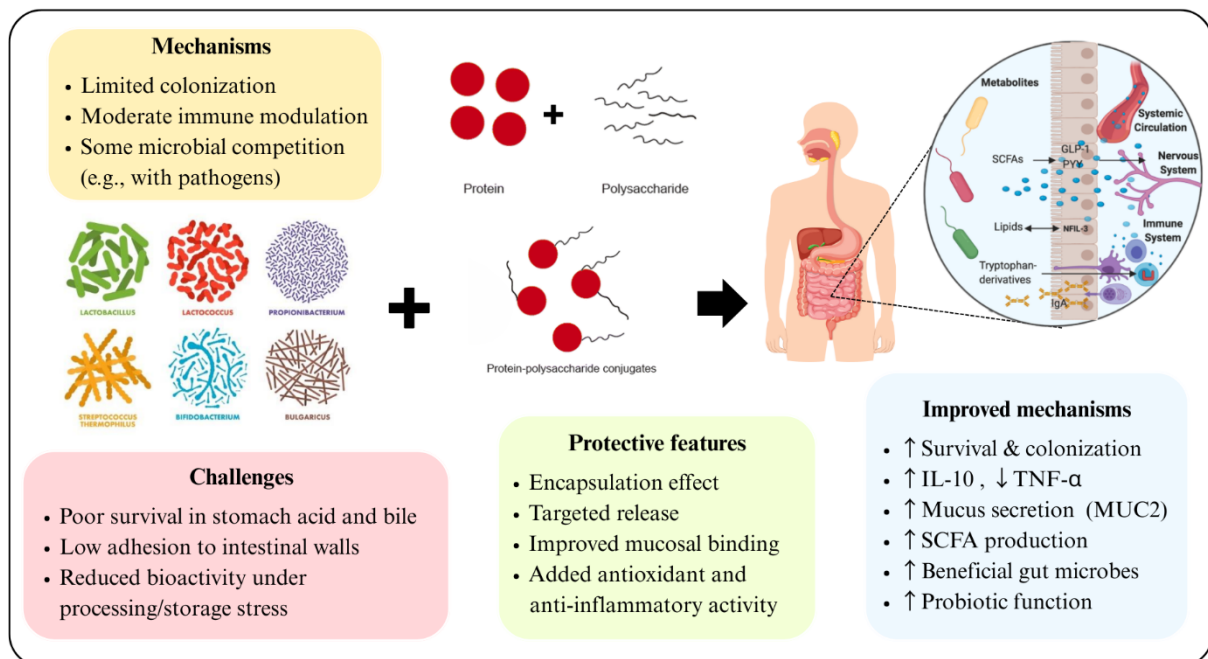 Mechanisms
• Limited colonization
• Moderate immune modulation
• Some microbial competition
(e.g., with pathogens)
LACTOBACILLUS
LACTOCOCCUS
PROPIONIBACTERIUM
STREPTOCOCCUS
THERMOPHILUS
BIFIDOBACTERIUM
BULGARICUS
Challenges
• Poor survival in stomach acid and bile
• Low adhesion to intestinal walls
• Reduced bioactivity under
processing/storage stress
+
Protein
Polysaccharide
+
Protein-polysaccharide conjugates
Protective features
• Encapsulation effect
• Targeted release
• Improved mucosal binding
• Added antioxidant and
anti-inflammatory activity
Metabolites
Systemic
Circulation
GLP-1
SCFAs
PYY
Nervous
System
Lipids
NFIL-3
Immune
System
Tryptophan-
derivatives
IgA
Improved mechanisms
• ↑ Survival & colonization
• ↑ IL-10 , ↓ TNF-α
• ↑ Mucus secretion (MUC2)
• ↑ SCFA production
• ↑ Beneficial gut microbes
• ↑ Probiotic function